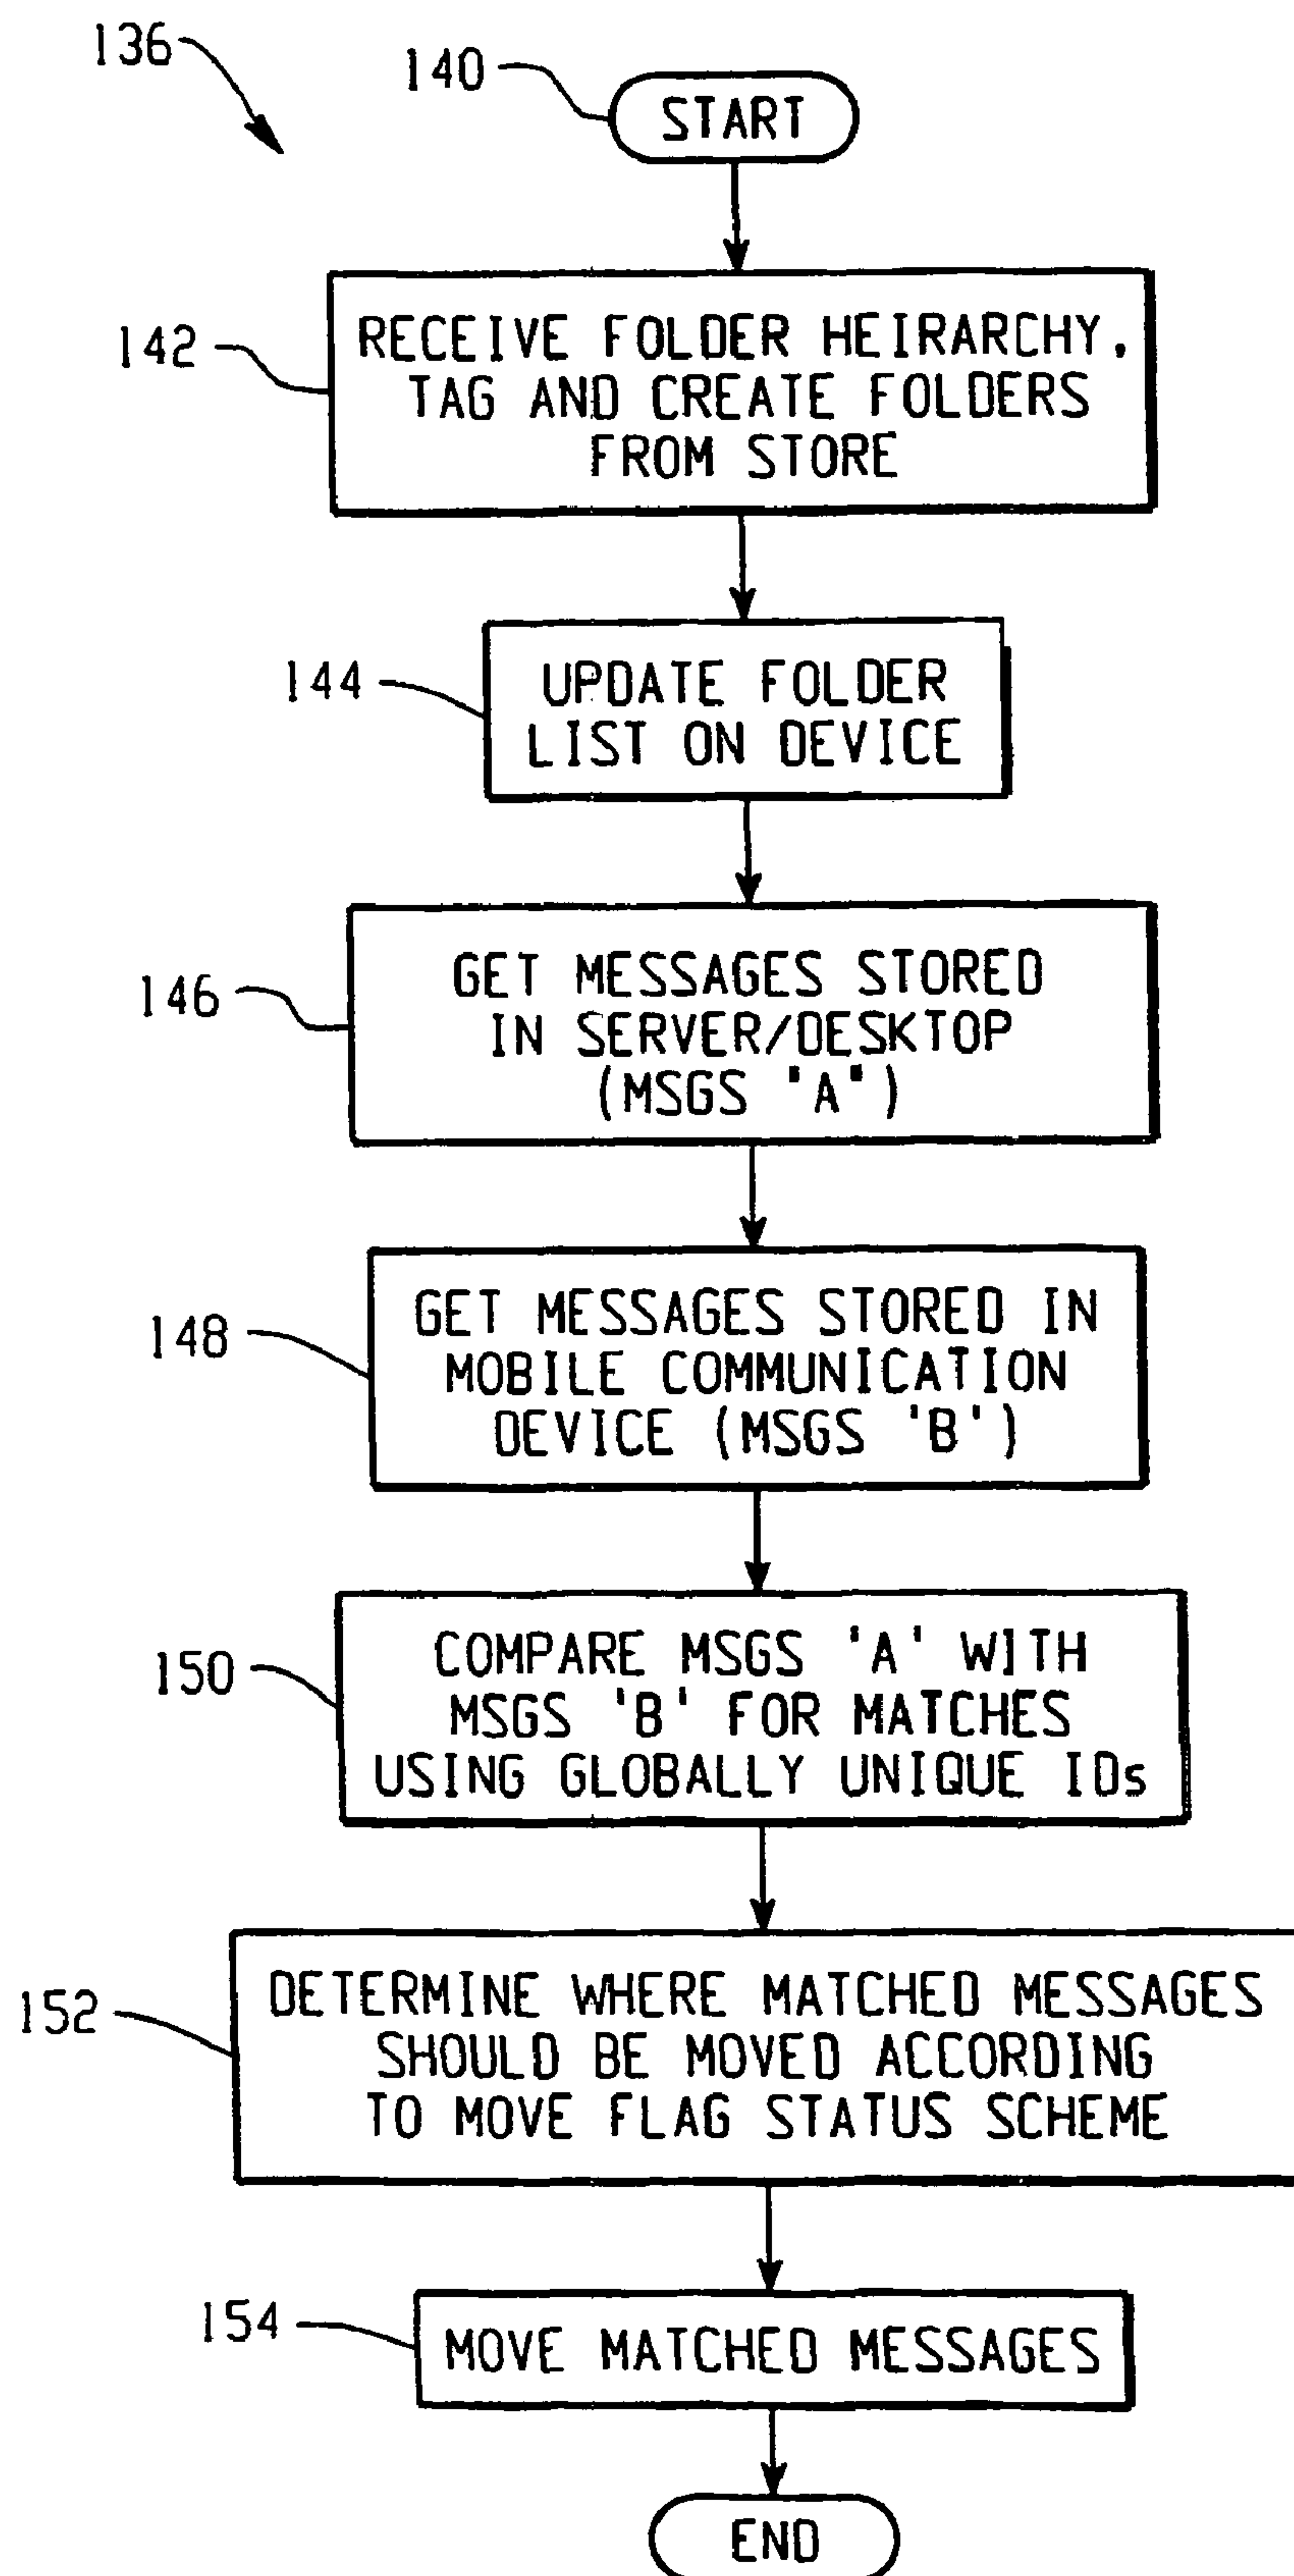 136
140
START
142
RECEIVE FOLDER HEIRARCHY,
TAG AND CREATE FOLDERS
FROM STORE
144
UPDATE FOLDER
LIST ON DEVICE
146
GET MESSAGES STORED
IN SERVER/DESKTOP
(MSGS "A")
148
GET MESSAGES STORED IN
MOBILE COMMUNICATION
DEVICE (MSGS 'B')
150
COMPARE MSGS 'A' WITH
MSGS 'B' FOR MATCHES
USING GLOBALLY UNIQUE IDs
152
DETERMINE WHERE MATCHED MESSAGES
SHOULD BE MOVED ACCORDING
TO MOVE FLAG STATUS SCHEME
154
MOVE MATCHED MESSAGES
END